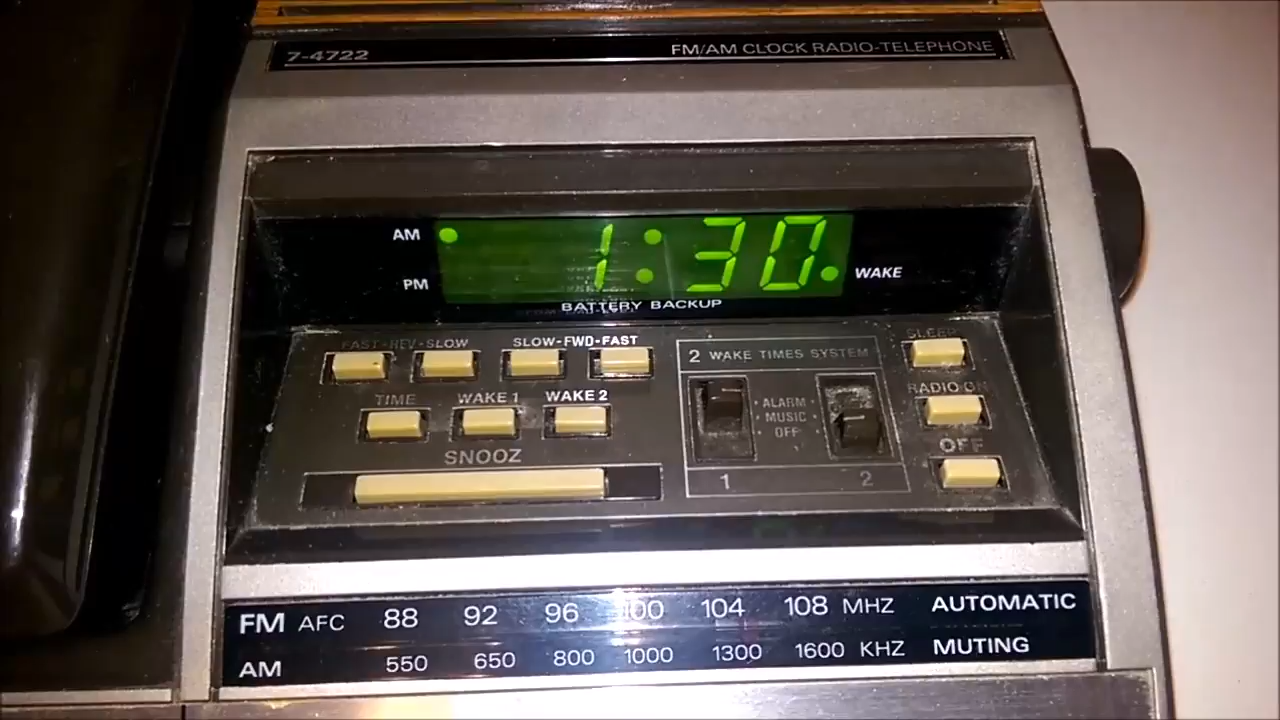 7-4722 FM/AM CLOCK RADIO-TELEPHONE
AM 1:30
PM WAKE
BATTERY BACKUP
FAST-REV-SLOW SLOW-FWD-FAST
2 WAKE TIMES SYSTEM
SLEEP
TIME WAKE 1 WAKE 2
ALARM
MUSIC
OFF
RADIO ON
SNOOZ
OFF
1 2
FM AFC 88 92 96 100 104 108 MHZ AUTOMATIC
AM 550 650 800 1000 1300 1600 KHZ MUTING